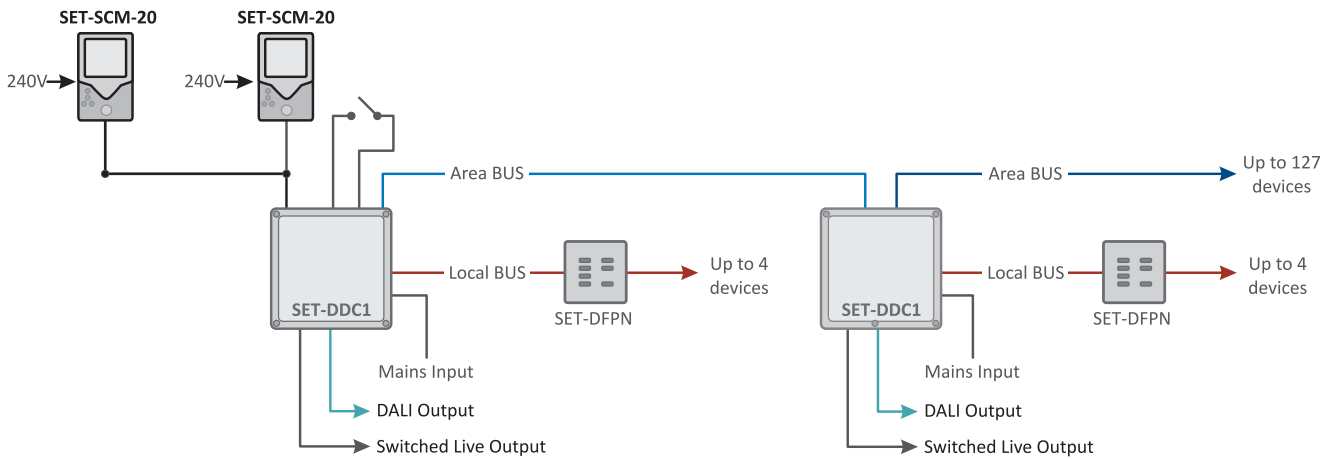 SET-SCM-20
SET-SCM-20
240V
240V
Area BUS
Area BUS
Up to 127
devices
Local BUS
Up to 4
devices
Local BUS
Up to 4
devices
SET-DDC1
SET-DFPN
SET-DDC1
SET-DFPN
Mains Input
Mains Input
DALI Output
DALI Output
Switched Live Output
Switched Live Output